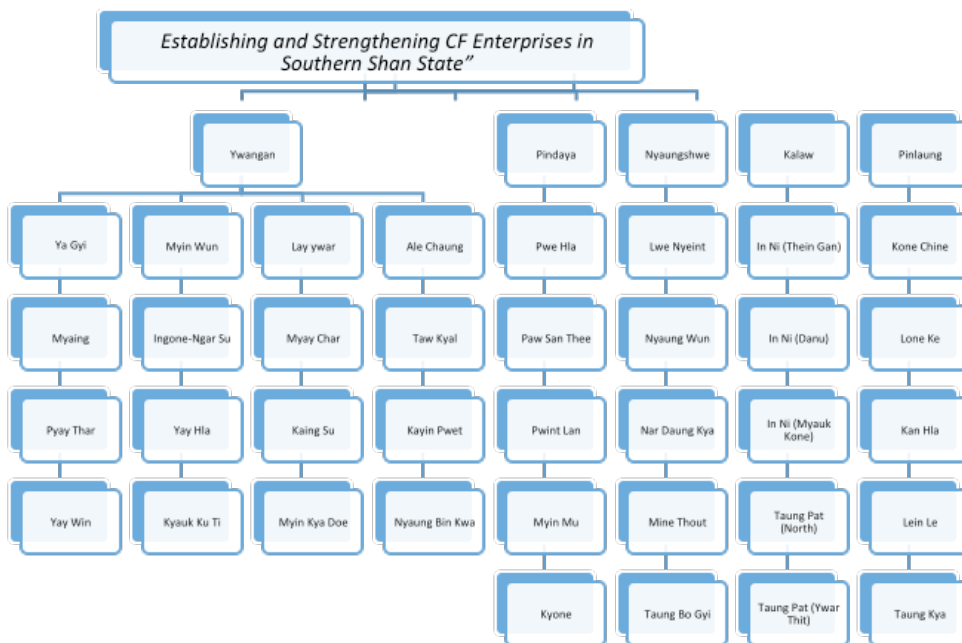 Establishing and Strengthening CF Enterprises in
Southern Shan State”
Ywangan
Pindaya
Nyaungshwe
Kalaw
Pinlaung
Ya Gyi
Myin Wun
Lay ywar
Ale Chaung
Pwe Hla
Lwe Nyeint
In Ni (Thein Gan)
Kone Chine
Myaing
Ingone-Ngar Su
Myay Char
Taw Kyal
Paw San Thee
Nyaung Wun
In Ni (Danu)
Lone Ke
Pyay Thar
Yay Hla
Kaing Su
Kayin Pwet
Pwint Lan
Nar Daung Kya
In Ni (Myauk
Kone)
Kan Hla
Yay Win
Kyauk Ku Ti
Myin Kya Doe
Nyaung Bin Kwa
Myin Mu
Mine Thout
Taung Pat
(North)
Lein Le
Kyone
Taung Bo Gyi
Taung Pat (Ywar
Thit)
Taung Kya